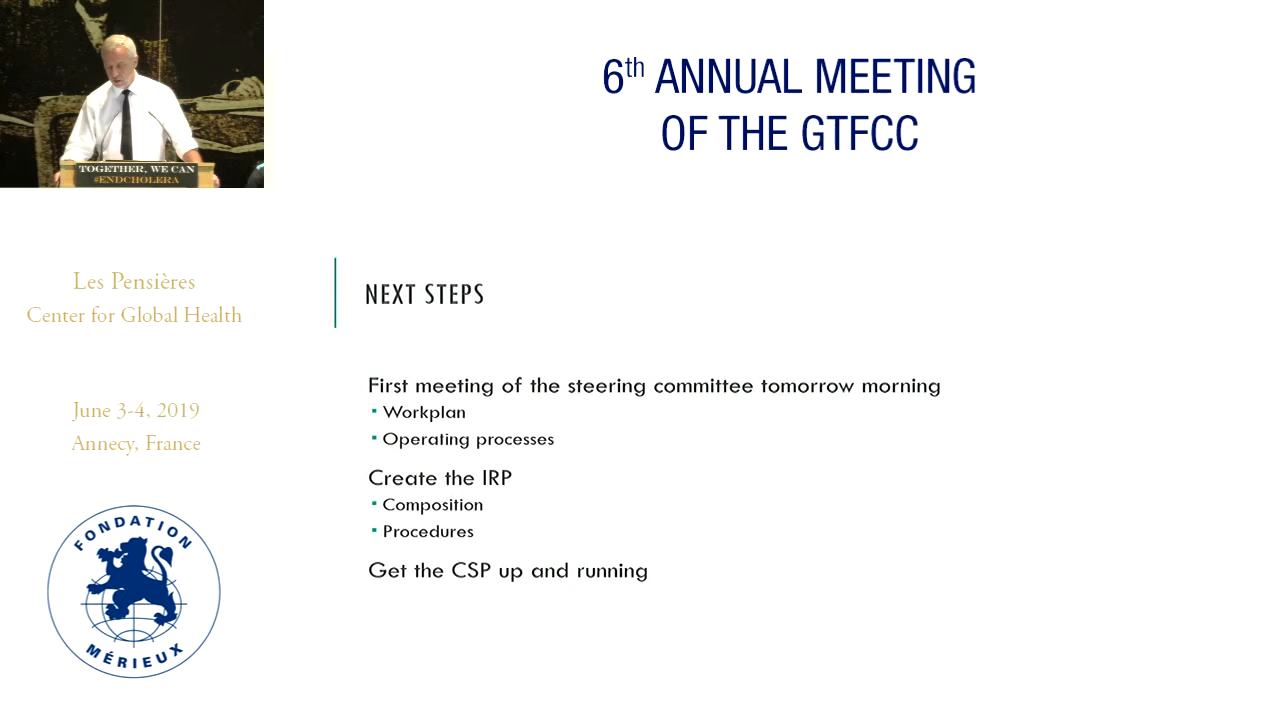 TOGETHER, WE CAN
#ENDCHOLERA
6th ANNUAL MEETING
OF THE GTFCC
Les Pensières
Center for Global Health
June 3-4, 2019
Annecy, France
FONDATION
MÉRIEUX
NEXT STEPS
First meeting of the steering committee tomorrow morning
▪ Workplan
▪ Operating processes
Create the IRP
▪ Composition
▪ Procedures
Get the CSP up and running